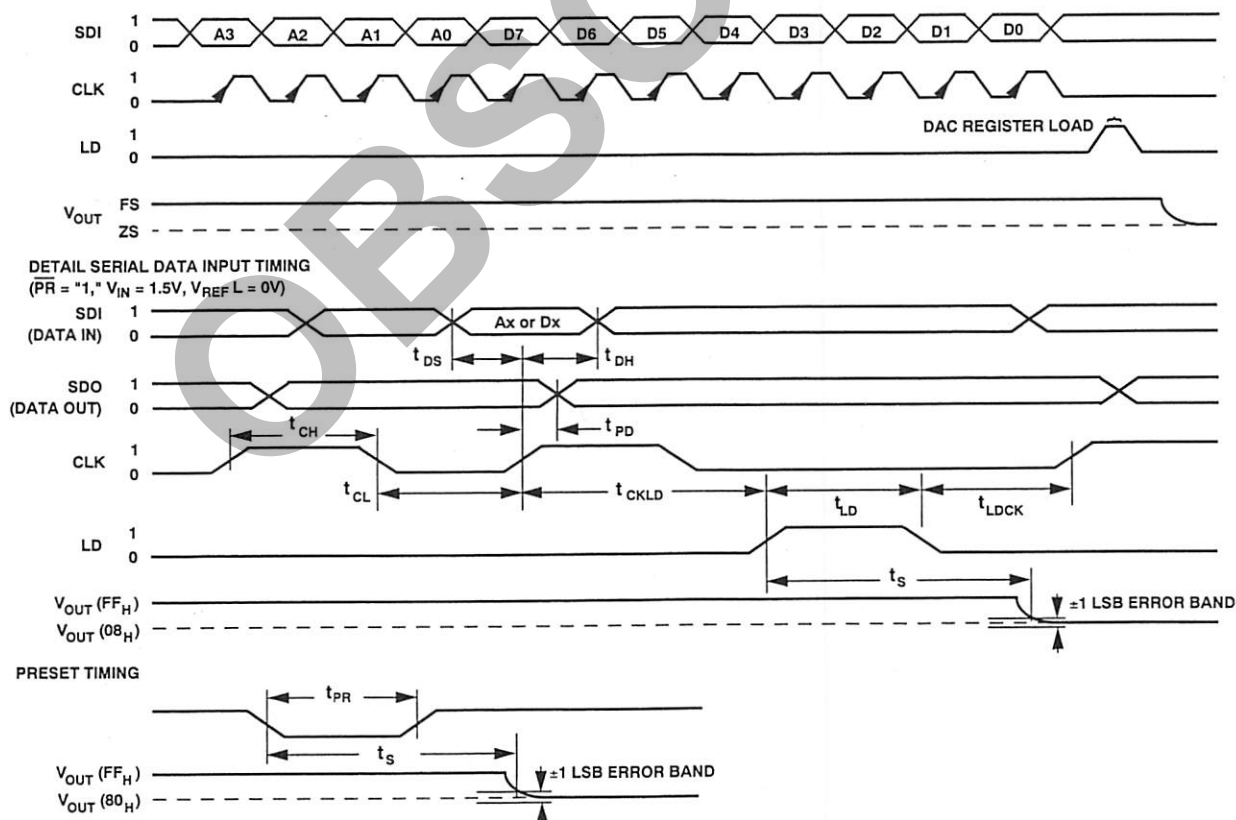 SDI 1 0 A3 A2 A1 A0 D7 D6 D5 D4 D3 D2 D1 D0
CLK 1 0
LD 1 0 DAC REGISTER LOAD
VOUT FS ZS
DETAIL SERIAL DATA INPUT TIMING
(PR = "1," VIN = 1.5V, VREF L = 0V)
SDI (DATA IN) 1 0 Ax or Dx
tDS tDH
SDO (DATA OUT) 1 0
tCH tPD
CLK 1 0
tCL tCKLD tLD tLDCK
LD 1 0
tS
VOUT (FFH) ±1 LSB ERROR BAND
VOUT (08H)
PRESET TIMING
tPR
tS
VOUT (FFH) ±1 LSB ERROR BAND
VOUT (80H)
OBSO